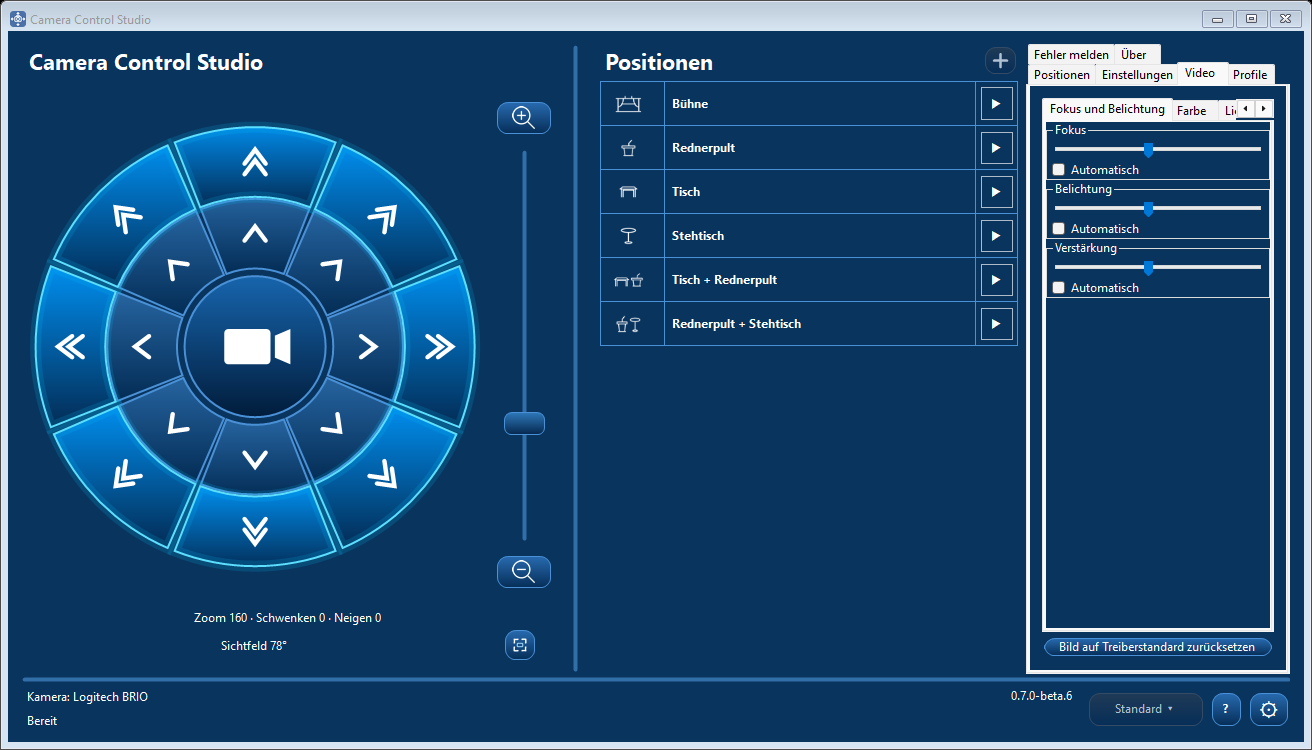 Camera Control Studio
Camera Control Studio
Zoom 160 · Schwenken 0 · Neigen 0
Sichtfeld 78°
Positionen
Bühne
Rednerpult
Tisch
Stehtisch
Tisch + Rednerpult
Rednerpult + Stehtisch
Fehler melden Über
Positionen Einstellungen Video Profile
Fokus und Belichtung Farbe
Fokus
Automatisch
Belichtung
Automatisch
Verstärkung
Automatisch
Bild auf Treiberstandard zurücksetzen
Kamera: Logitech BRIO
Bereit
0.7.0-beta.6
Standard
?